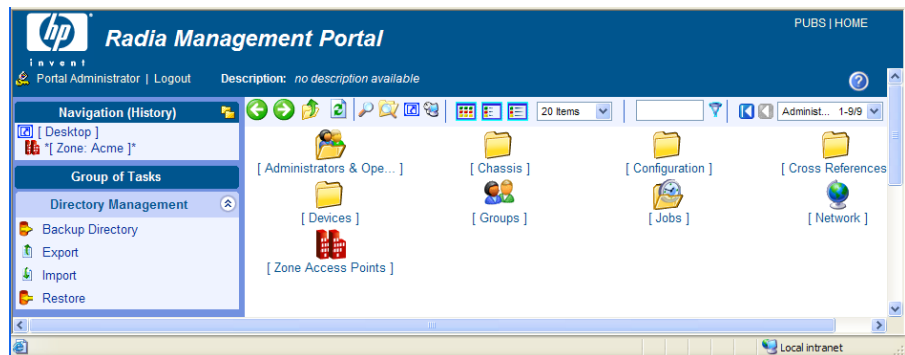 hp
invent
Radia Management Portal
PUBS | HOME
Portal Administrator | Logout
Description: no description available
Navigation (History)
[ Desktop ]
*[ Zone: Acme ]*
Group of Tasks
Directory Management
Backup Directory
Export
Import
Restore
20 Items
Administ... 1-9/9
[ Administrators & Ope... ]
[ Chassis ]
[ Configuration ]
[ Cross References
[ Devices ]
[ Groups ]
[ Jobs ]
[ Network ]
[ Zone Access Points ]
Local intranet